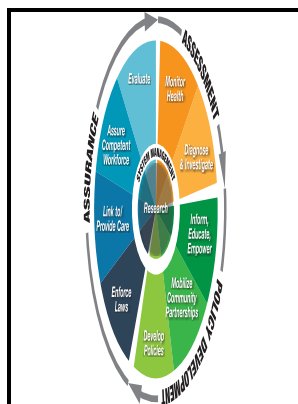 ASSESSMENT
Monitor
Health
Diagnose
& Investigate
POLICY DEVELOPMENT
Inform,
Educate,
Empower
Mobilize
Community
Partnerships
Develop
Policies
ASSURANCE
Enforce
Laws
Link to/
Provide Care
Assure
Competent
Workforce
Evaluate
SYSTEM MANAGEMENT
Research